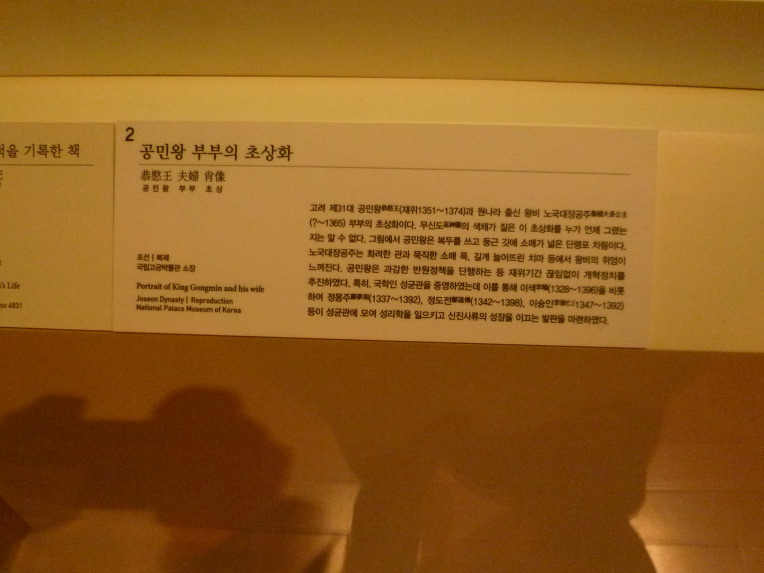 적을 기록한 책
's Life
4831
2
공민왕 부부의 초상화
恭愍王 夫婦 肖像
공 민 왕 부 부 초 상
조선 | 복제
국립고궁박물관 소장
Portrait of King Gongmin and his wife
Joseon Dynasty | Reproduction
National Palace Museum of Korea
고려 제31대 공민왕恭愍王(재위1351~1374)과 원나라 출신 왕비 노국대장공주魯國大長公主
(?~1365) 부부의 초상화이다. 무신도巫神圖의 색채가 짙은 이 초상화를 누가 언제 그렸는
지는 알 수 없다. 그림에서 공민왕은 복두를 쓰고 둥근 깃에 소매가 넓은 단령포 차림이다.
노국대장공주는 화려한 관과 묵직한 소매 폭, 길게 늘어뜨린 치마 등에서 왕비의 위엄이
느껴진다. 공민왕은 과감한 반원정책을 단행하는 등 재위기간 끊임없이 개혁정치를
추진하였다. 특히, 국학인 성균관을 중영하였는데 이를 통해 이색李穡(1328~1396)을 비롯
하여 정몽주鄭夢周(1337~1392), 정도전鄭道傳(1342~1398), 이숭인李崇仁(1347~1392)
등이 성균관에 모여 성리학을 일으키고 신진사류의 성장을 이끄는 발판을 마련하였다.